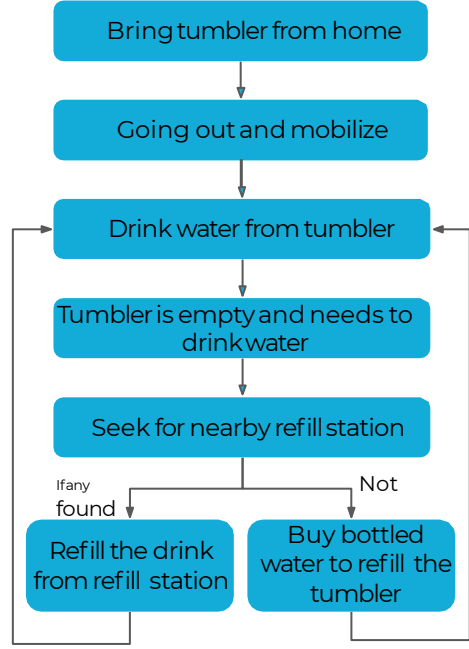 Bring tumbler from home
Going out and mobilize
Drink water from tumbler
Tumbler is empty and needs to
drink water
Seek for nearby refill station
If any
found
Not
Refill the drink
from refill station
Buy bottled
water to refill the
tumbler